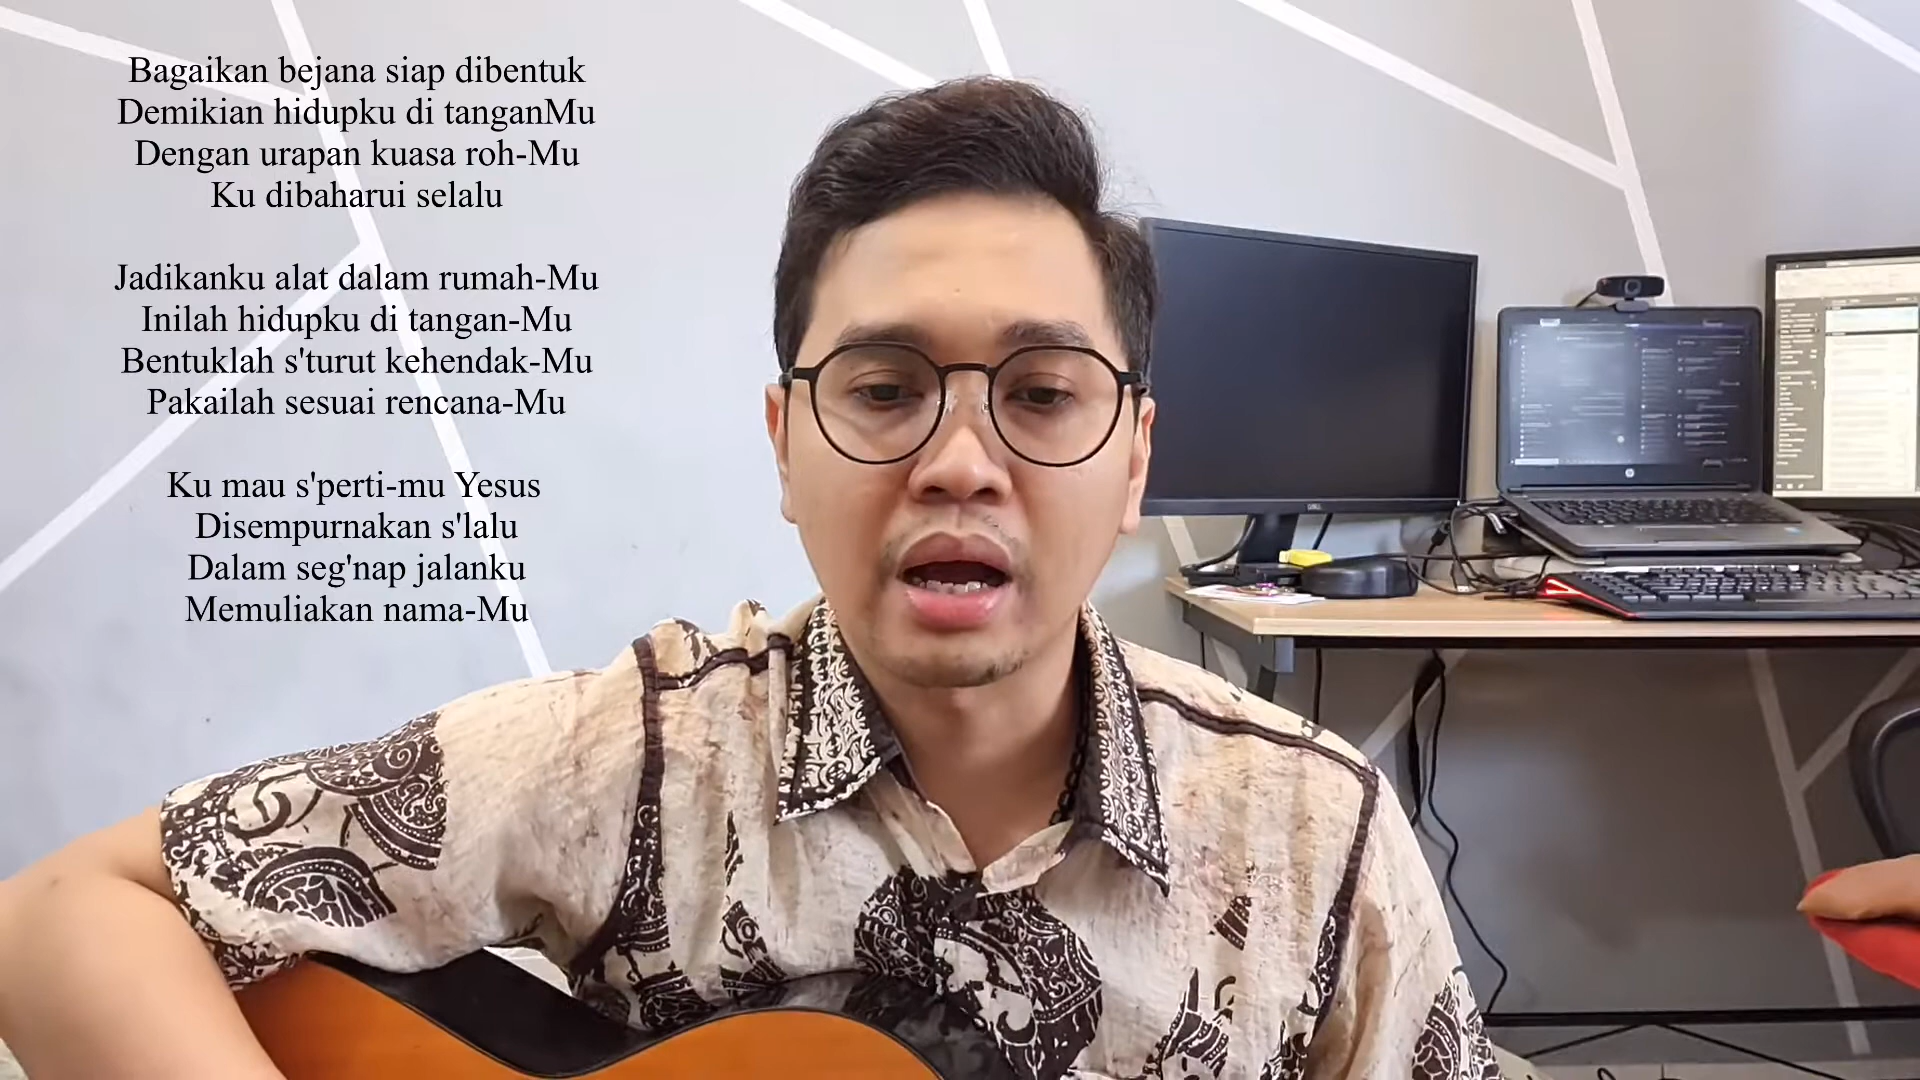 Bagaikan bejana siap dibentuk
Demikian hidupku di tanganMu
Dengan urapan kuasa roh-Mu
Ku dibaharui selalu
Jadikanku alat dalam rumah-Mu
Inilah hidupku di tangan-Mu
Bentuklah s'turut kehendak-Mu
Pakailah sesuai rencana-Mu
Ku mau s'perti-mu Yesus
Disempurnakan s'lalu
Dalam seg'nap jalanku
Memuliakan nama-Mu
DELL
hp